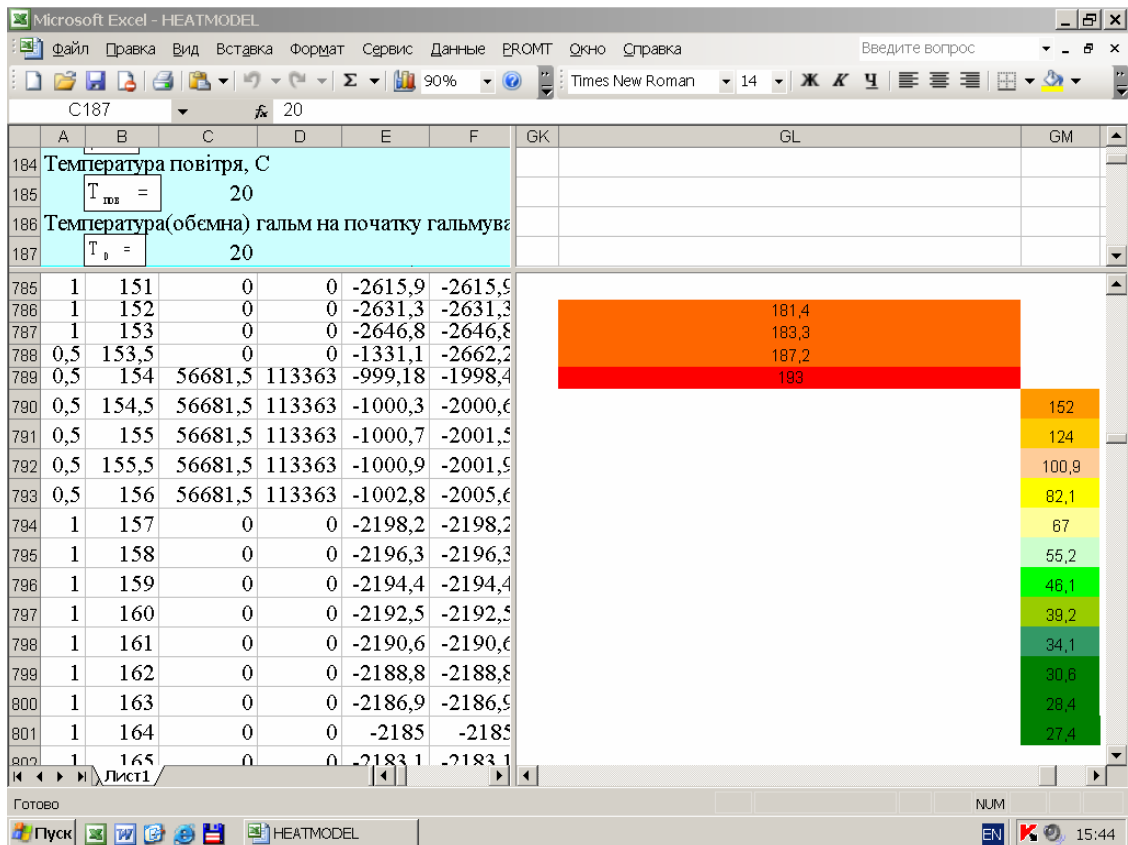 Microsoft Excel - HEATMODEL
Файл Правка Вид Вставка Формат Сервис Данные PROMT Окно Справка Введите вопрос
Σ 90% Times New Roman 14 Ж К Ч
C187 fx 20
A B C D E F GK GL GM
184 Температура повітря, С
185 Т пов = 20
186 Температура(обємна) гальм на початку гальмува
187 Т 0 = 20
785 1 151 0 0 -2615,9 -2615,9
786 1 152 0 0 -2631,3 -2631,3 181,4
787 1 153 0 0 -2646,8 -2646,8 183,3
788 0,5 153,5 0 0 -1331,1 -2662,2 187,2
789 0,5 154 56681,5 113363 -999,18 -1998,4 193
790 0,5 154,5 56681,5 113363 -1000,3 -2000,6 152
791 0,5 155 56681,5 113363 -1000,7 -2001,5 124
792 0,5 155,5 56681,5 113363 -1000,9 -2001,9 100,9
793 0,5 156 56681,5 113363 -1002,8 -2005,6 82,1
794 1 157 0 0 -2198,2 -2198,2 67
795 1 158 0 0 -2196,3 -2196,3 55,2
796 1 159 0 0 -2194,4 -2194,4 46,1
797 1 160 0 0 -2192,5 -2192,5 39,2
798 1 161 0 0 -2190,6 -2190,6 34,1
799 1 162 0 0 -2188,8 -2188,8 30,6
800 1 163 0 0 -2186,9 -2186,9 28,4
801 1 164 0 0 -2185 -2185 27,4
802 1 165 0 0 -2183,1 -2183,1
Лист1
Готово NUM
Пуск HEATMODEL EN 15:44